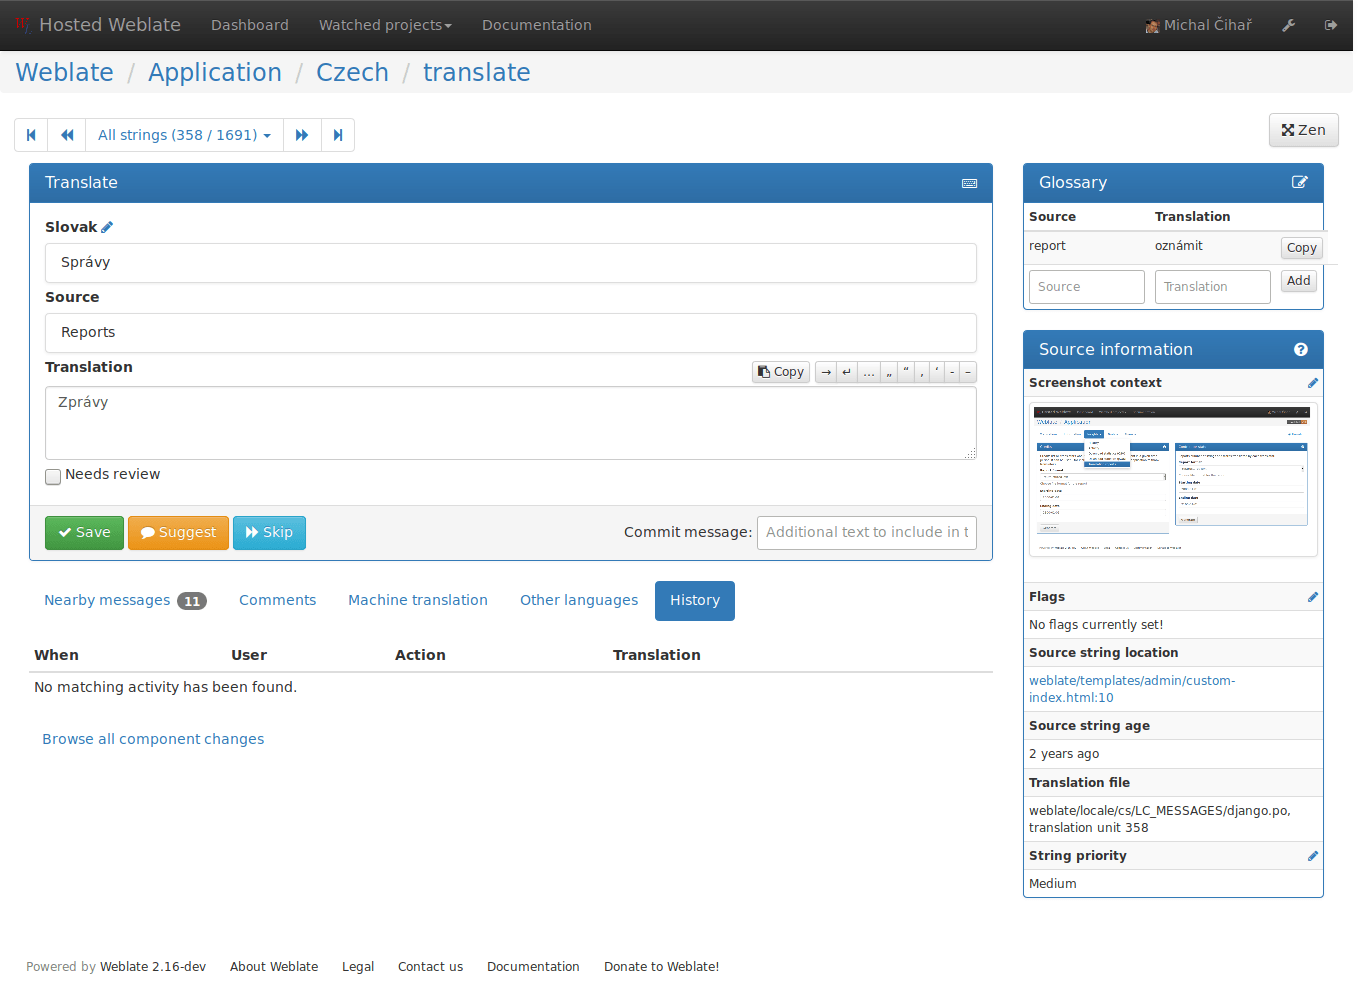 Hosted Weblate Dashboard Watched projects Documentation Michal Čihař
Weblate / Application / Czech / translate
All strings (358 / 1691)
Zen
Translate
Slovak
Správy
Source
Reports
Translation
Copy → ↵ … „ “ ‚ ‘ - –
Zprávy
Needs review
Save Suggest Skip Commit message: Additional text to include in t
Nearby messages 11 Comments Machine translation Other languages History
When User Action Translation
No matching activity has been found.
Browse all component changes
Glossary
Source Translation
report oznámit Copy
Source Translation Add
Source information
Screenshot context
Weblate / Application
Flags
No flags currently set!
Source string location
weblate/templates/admin/custom-
index.html:10
Source string age
2 years ago
Translation file
weblate/locale/cs/LC_MESSAGES/django.po,
translation unit 358
String priority
Medium
Powered by Weblate 2.16-dev About Weblate Legal Contact us Documentation Donate to Weblate!